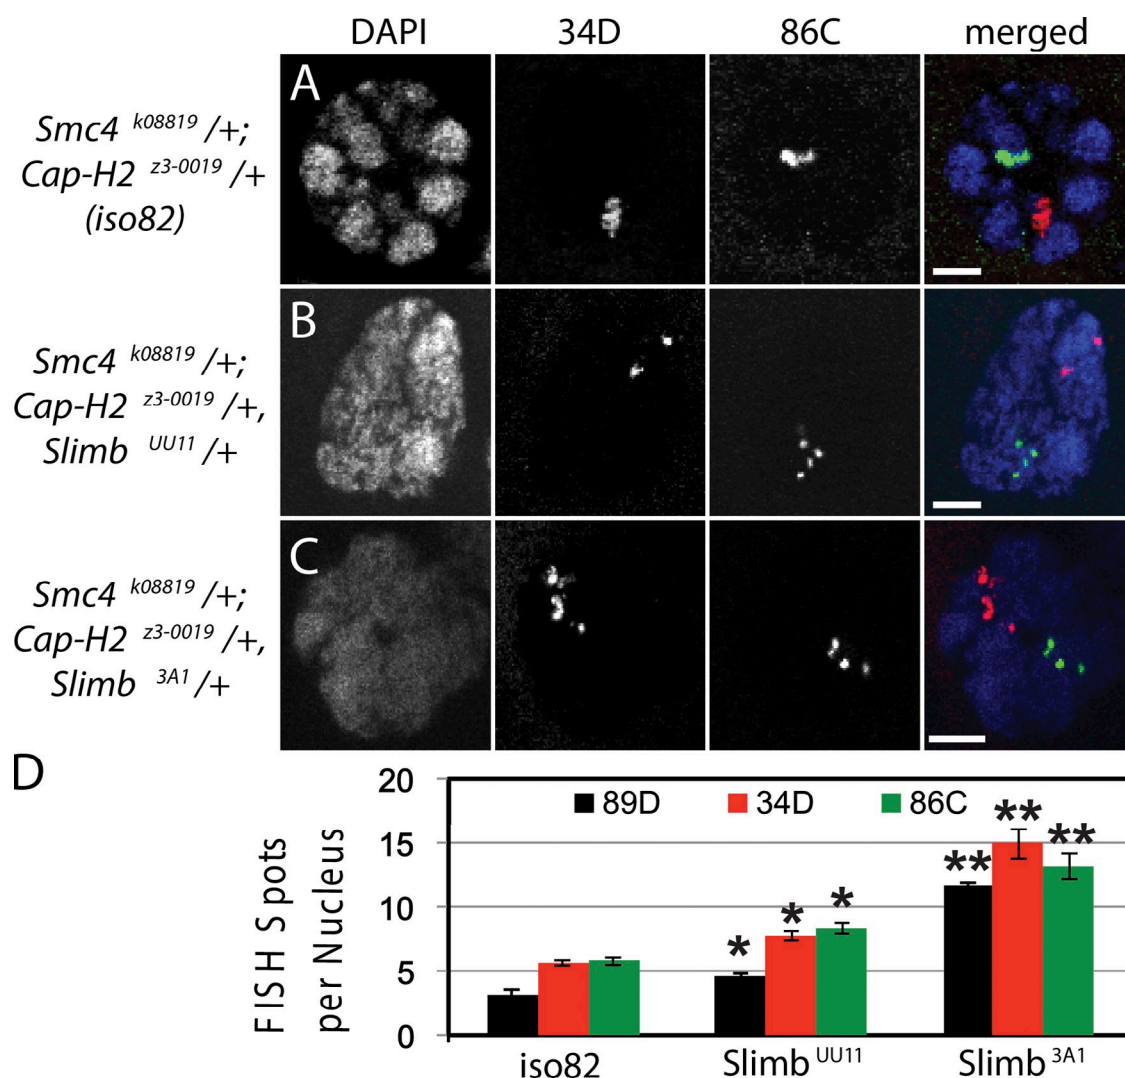 DAPI 34D 86C merged
A
Smc4 k08819 /+;
Cap-H2 z3-0019 /+
(iso82)
B
Smc4 k08819 /+;
Cap-H2 z3-0019 /+,
Slimb UU11 /+
C
Smc4 k08819 /+;
Cap-H2 z3-0019 /+,
Slimb 3A1 /+
D
FISH Spots
per Nucleus
20
15
10
5
0
89D 34D 86C
* * *
** ** **
iso82 Slimb UU11 Slimb 3A1